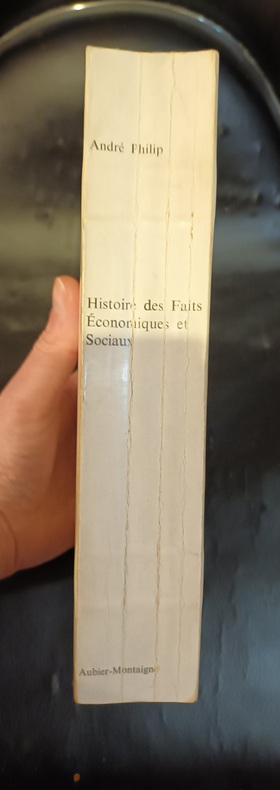 André Philip
Histoire des Faits
Économiques et
Sociaux
Aubier-Montaigne